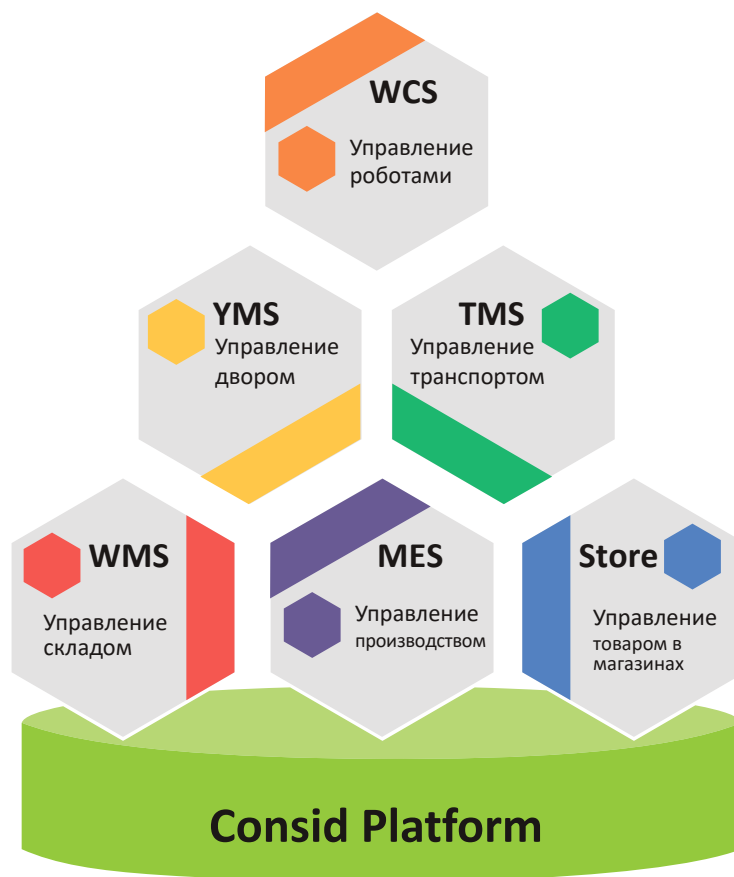 WCS
Управление
роботами
YMS
Управление
двором
TMS
Управление
транспортом
WMS
Управление
складом
MES
Управление
производством
Store
Управление
товаром в
магазинах
Consid Platform